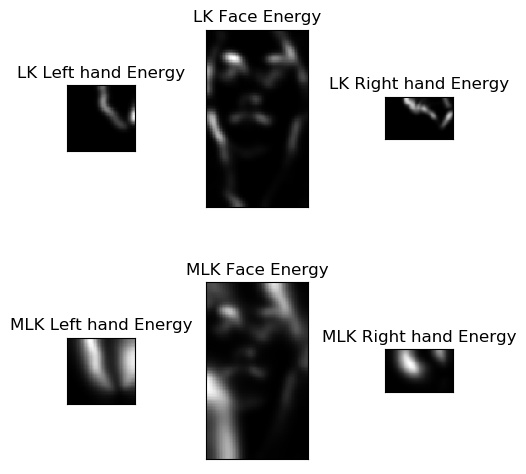 LK Face Energy
LK Left hand Energy
LK Right hand Energy
MLK Face Energy
MLK Left hand Energy
MLK Right hand Energy